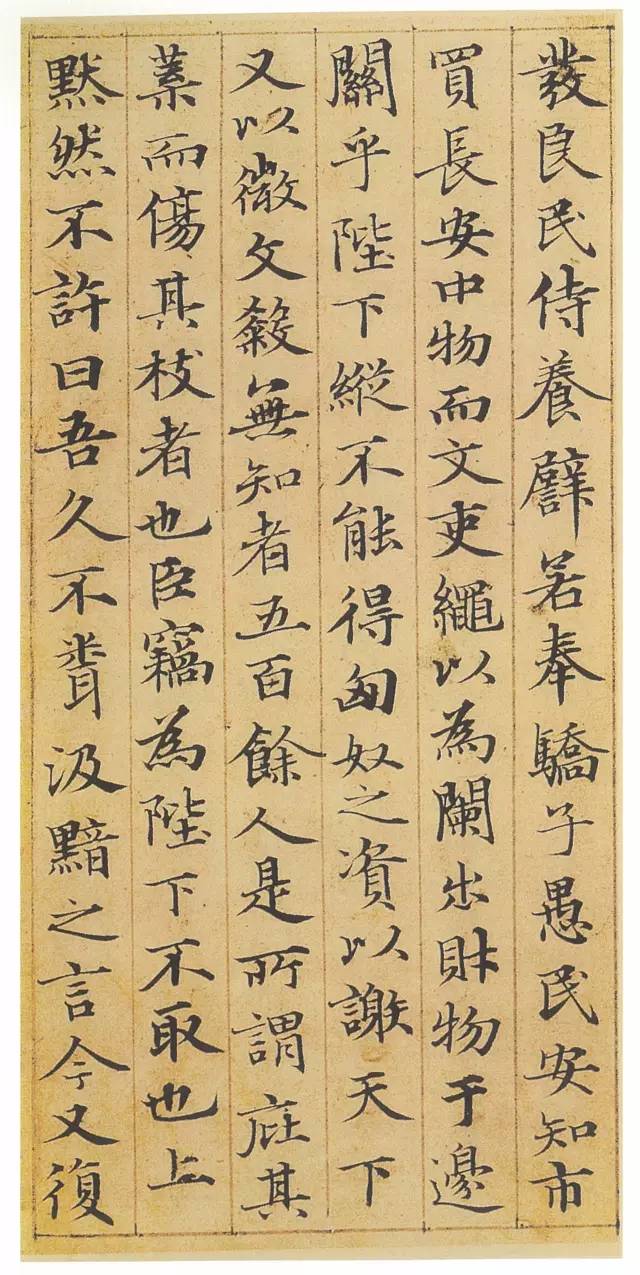 發良民侍養譬若奉驕子愚民安知市
買長安中物而文吏繩以為闌出財物于邊
關乎陛下縱不能得匈奴之資以謝天下
又以微文殺無知者五百餘人是所謂庇其
葉而傷其枝者也臣竊為陛下不取也上
黙然不許曰吾久不聞汲黯之言今又復